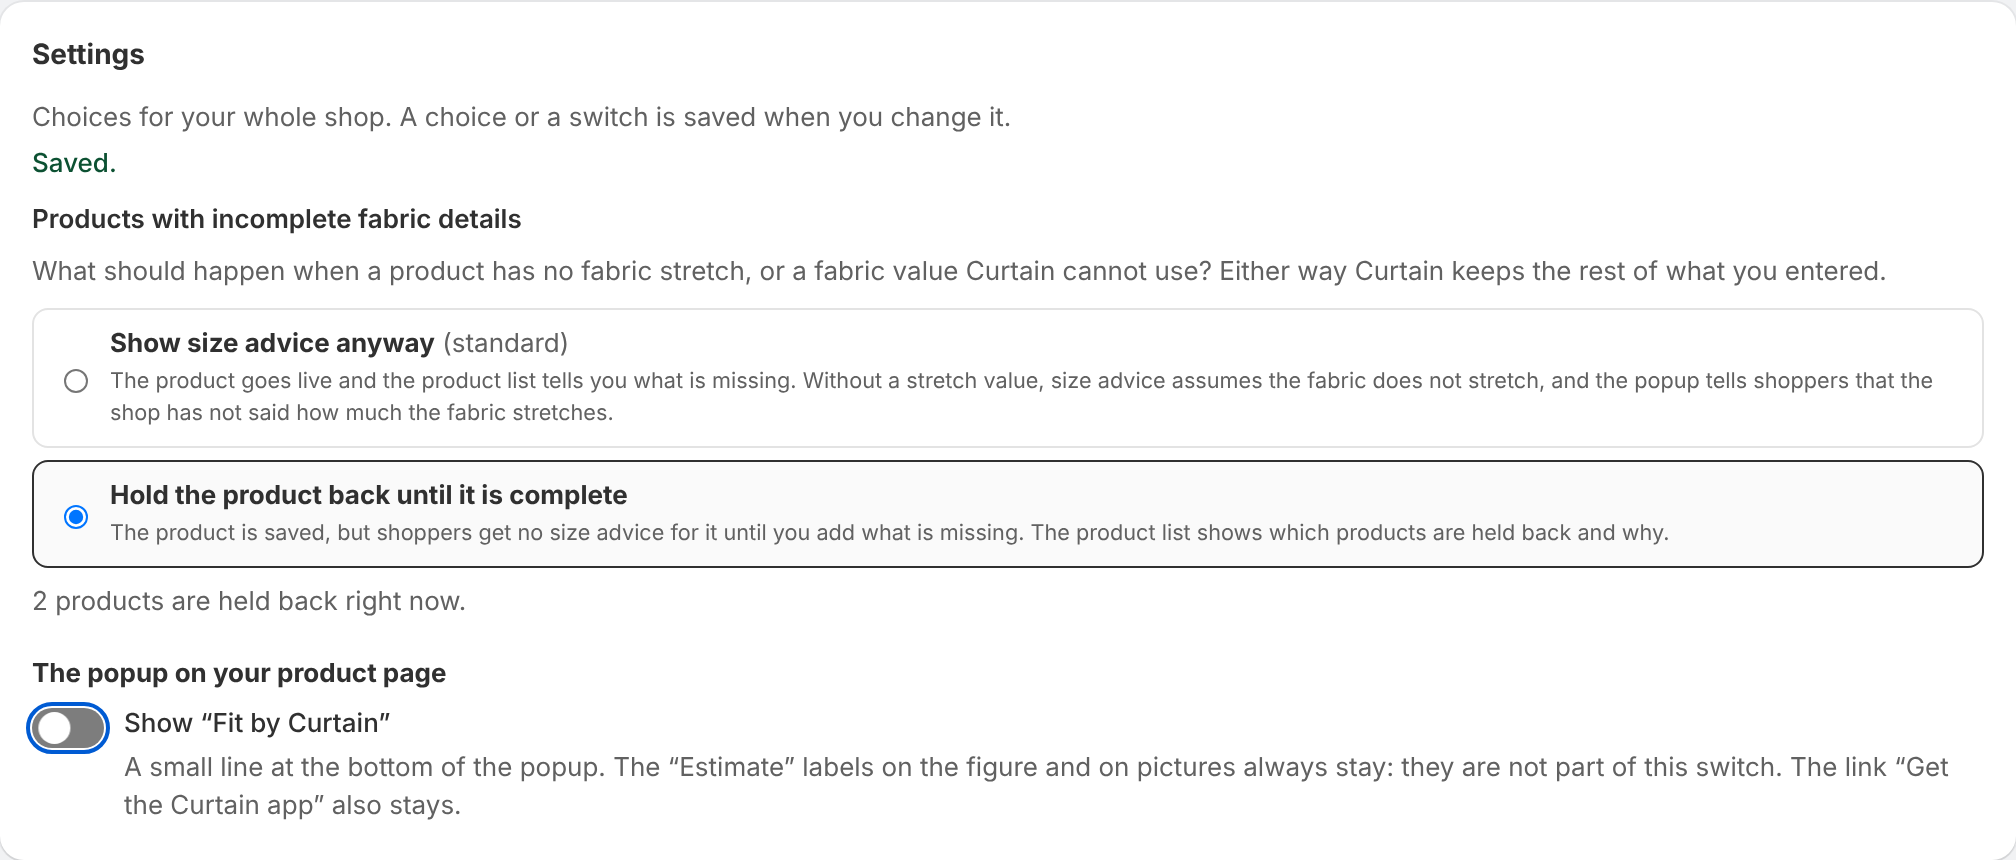 Settings
Choices for your whole shop. A choice or a switch is saved when you change it.
Saved.
Products with incomplete fabric details
What should happen when a product has no fabric stretch, or a fabric value Curtain cannot use? Either way Curtain keeps the rest of what you entered.
Show size advice anyway (standard)
The product goes live and the product list tells you what is missing. Without a stretch value, size advice assumes the fabric does not stretch, and the popup tells shoppers that the
shop has not said how much the fabric stretches.
Hold the product back until it is complete
The product is saved, but shoppers get no size advice for it until you add what is missing. The product list shows which products are held back and why.
2 products are held back right now.
The popup on your product page
Show “Fit by Curtain”
A small line at the bottom of the popup. The “Estimate” labels on the figure and on pictures always stay: they are not part of this switch. The link “Get
the Curtain app” also stays.